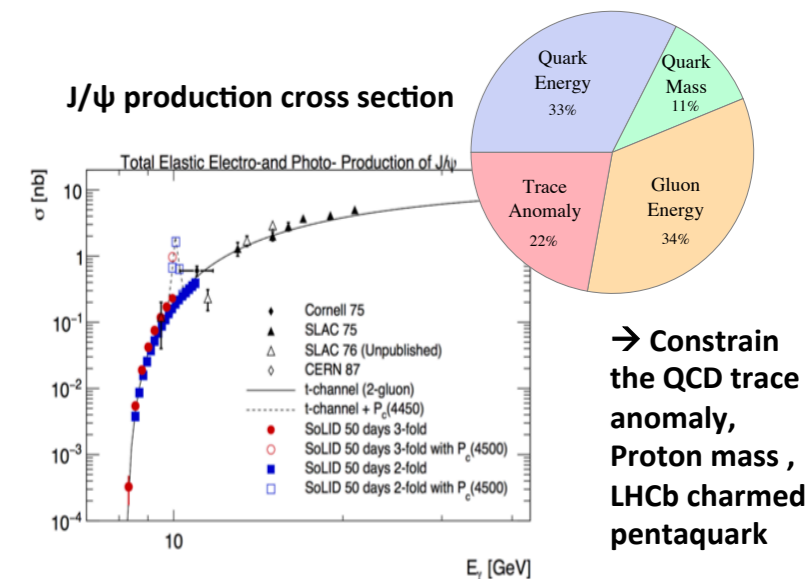 J/ψ production cross section
Total Elastic Electro-and Photo- Production of J/ψ
σ [nb]
10
1
10⁻¹
10⁻²
10⁻³
10⁻⁴
10
E_γ [GeV]
Cornell 75
SLAC 75
SLAC 76 (Unpublished)
CERN 87
t-channel (2-gluon)
t-channel + P_c(4450)
SoLID 50 days 3-fold
SoLID 50 days 3-fold with P_c(4500)
SoLID 50 days 2-fold
SoLID 50 days 2-fold with P_c(4500)
Quark
Energy
33%
Quark
Mass
11%
Trace
Anomaly
22%
Gluon
Energy
34%
→ Constrain
the QCD trace
anomaly,
Proton mass ,
LHCb charmed
pentaquark